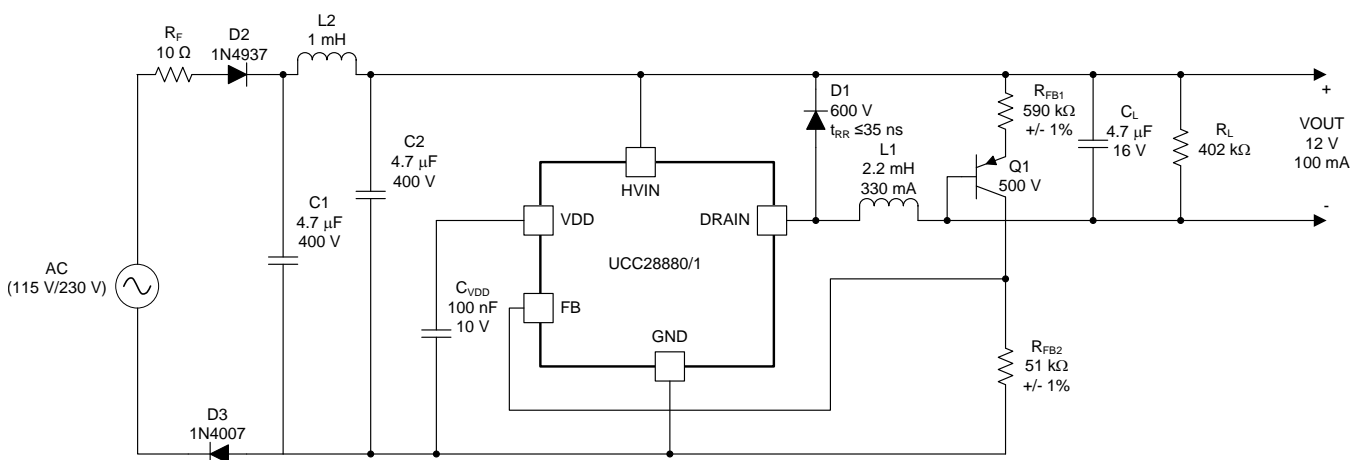 RF
10 Ω
D2
1N4937
L2
1 mH
C1
4.7 μF
400 V
C2
4.7 μF
400 V
AC
(115 V/230 V)
D3
1N4007
CVDD
100 nF
10 V
HVIN
VDD
DRAIN
UCC28880/1
FB
GND
D1
600 V
tRR ≤35 ns
L1
2.2 mH
330 mA
RFB1
590 kΩ
+/- 1%
Q1
500 V
CL
4.7 μF
16 V
RL
402 kΩ
+
VOUT
12 V
100 mA
-
RFB2
51 kΩ
+/- 1%